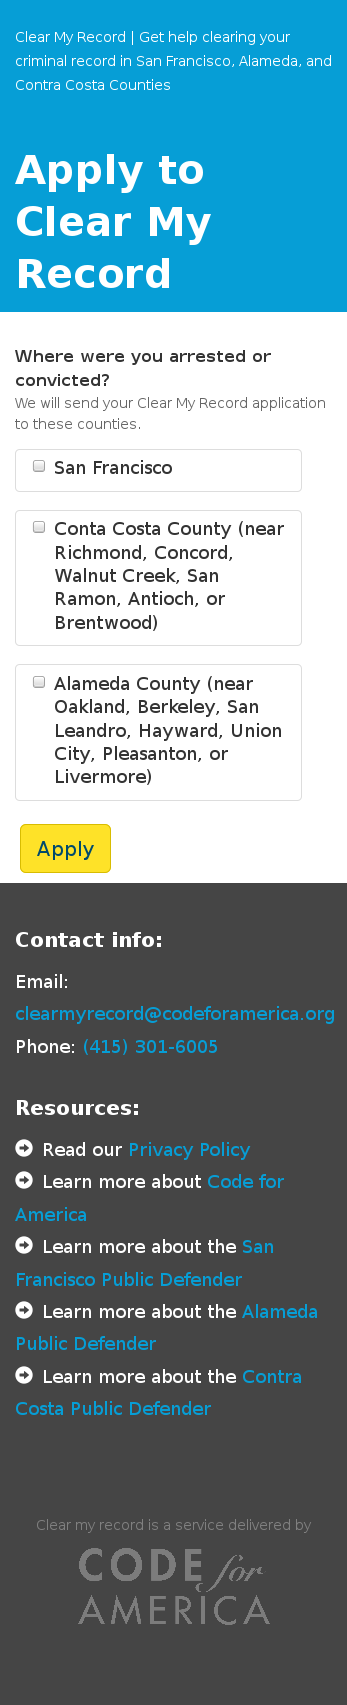 Clear My Record | Get help clearing your
criminal record in San Francisco, Alameda, and
Contra Costa Counties
Apply to
Clear My
Record
Where were you arrested or
convicted?
We will send your Clear My Record application
to these counties.
San Francisco
Conta Costa County (near
Richmond, Concord,
Walnut Creek, San
Ramon, Antioch, or
Brentwood)
Alameda County (near
Oakland, Berkeley, San
Leandro, Hayward, Union
City, Pleasanton, or
Livermore)
Apply
Contact info:
Email:
clearmyrecord@codeforamerica.org
Phone: (415) 301-6005
Resources:
Read our Privacy Policy
Learn more about Code for
America
Learn more about the San
Francisco Public Defender
Learn more about the Alameda
Public Defender
Learn more about the Contra
Costa Public Defender
Clear my record is a service delivered by
CODE for
AMERICA